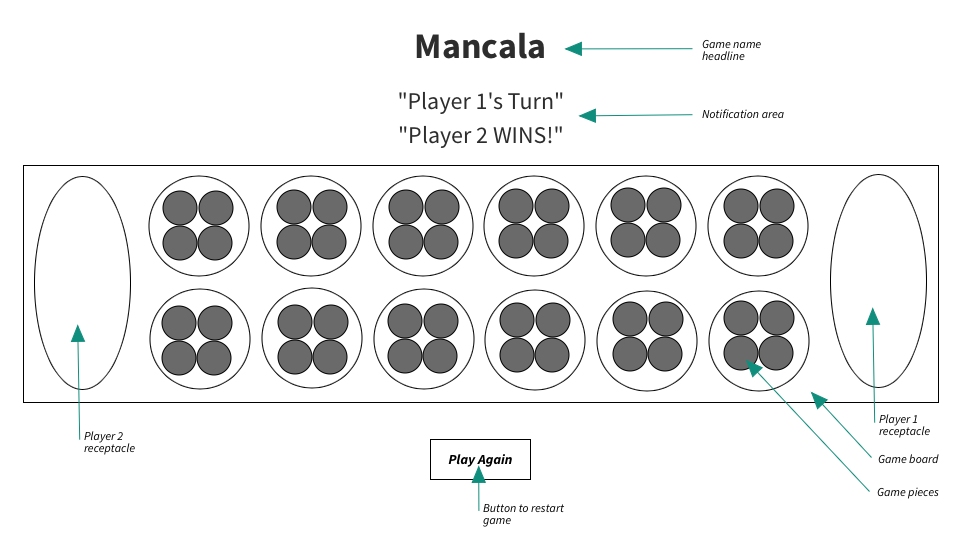 Mancala
Game name
headline
"Player 1's Turn"
"Player 2 WINS!"
Notification area
Player 2
receptacle
Player 1
receptacle
Game board
Game pieces
Play Again
Button to restart
game